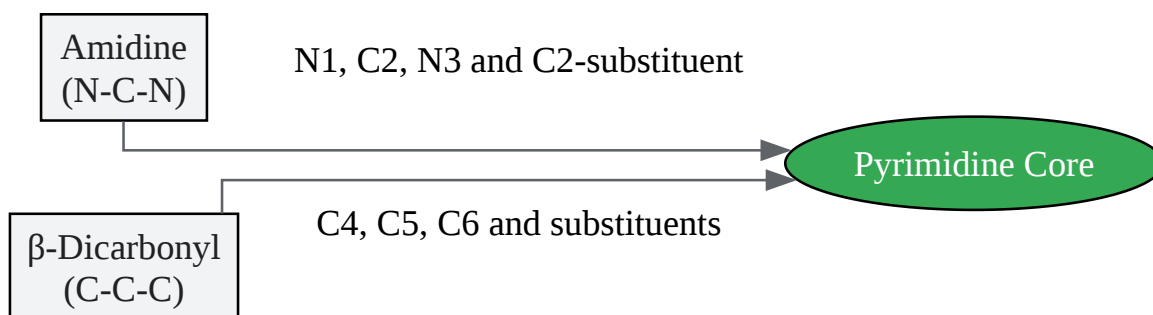 Amidine
(N-C-N)
N1, C2, N3 and C2-substituent
Pyrimidine Core
C4, C5, C6 and substituents
β-Dicarbonyl
(C-C-C)